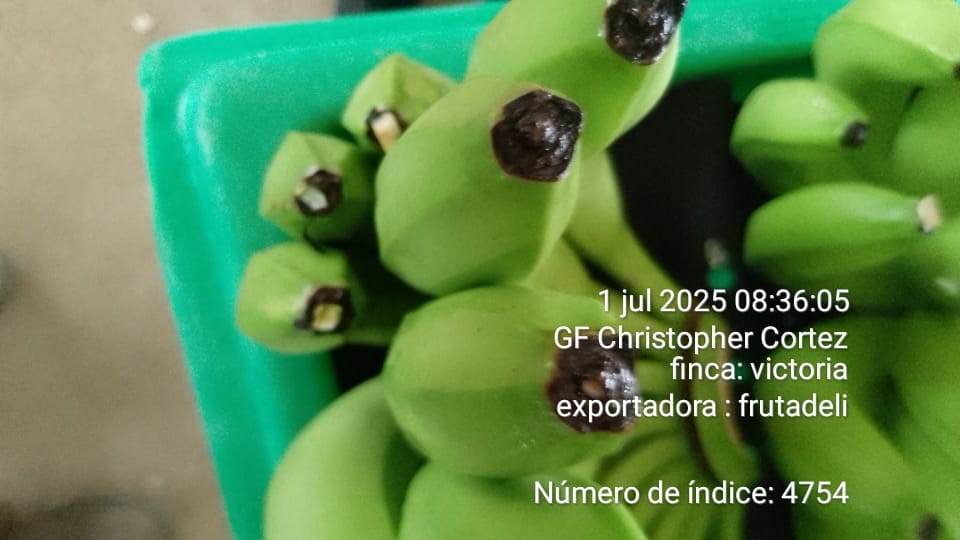 1 jul 2025 08:36:05
GF Christopher Cortez
finca: victoria
exportadora : frutadeli
Número de índice: 4754